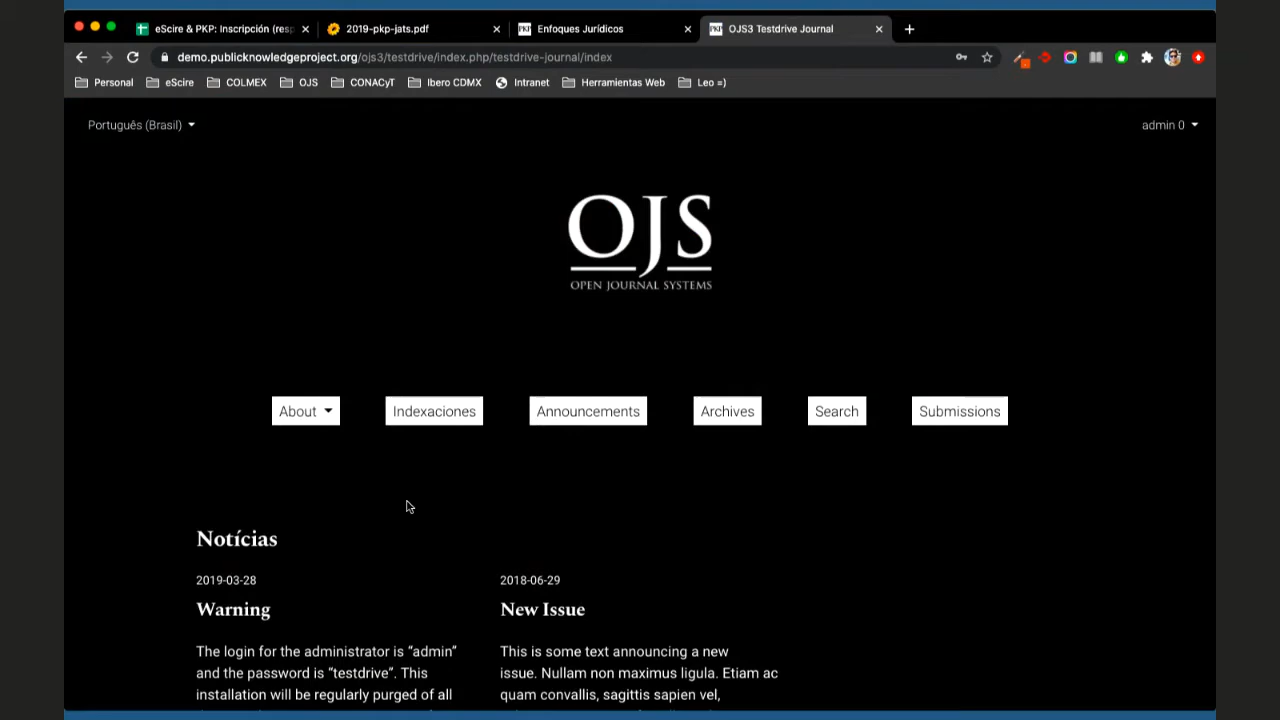 eScire & PKP: Inscripción (resp
2019-pkp-jats.pdf
Enfoques Jurídicos
OJS3 Testdrive Journal
demo.publicknowledgeproject.org/ojs3/testdrive/index.php/testdrive-journal/index
Personal eScire COLMEX OJS CONACyT Ibero CDMX Intranet Herramientas Web Leo =)
Português (Brasil)
admin 0
OJS
OPEN JOURNAL SYSTEMS
About Indexaciones Announcements Archives Search Submissions
Notícias
2019-03-28
Warning
The login for the administrator is “admin”
and the password is “testdrive”. This
installation will be regularly purged of all
2018-06-29
New Issue
This is some text announcing a new
issue. Nullam non maximus ligula. Etiam ac
quam convallis, sagittis sapien vel,